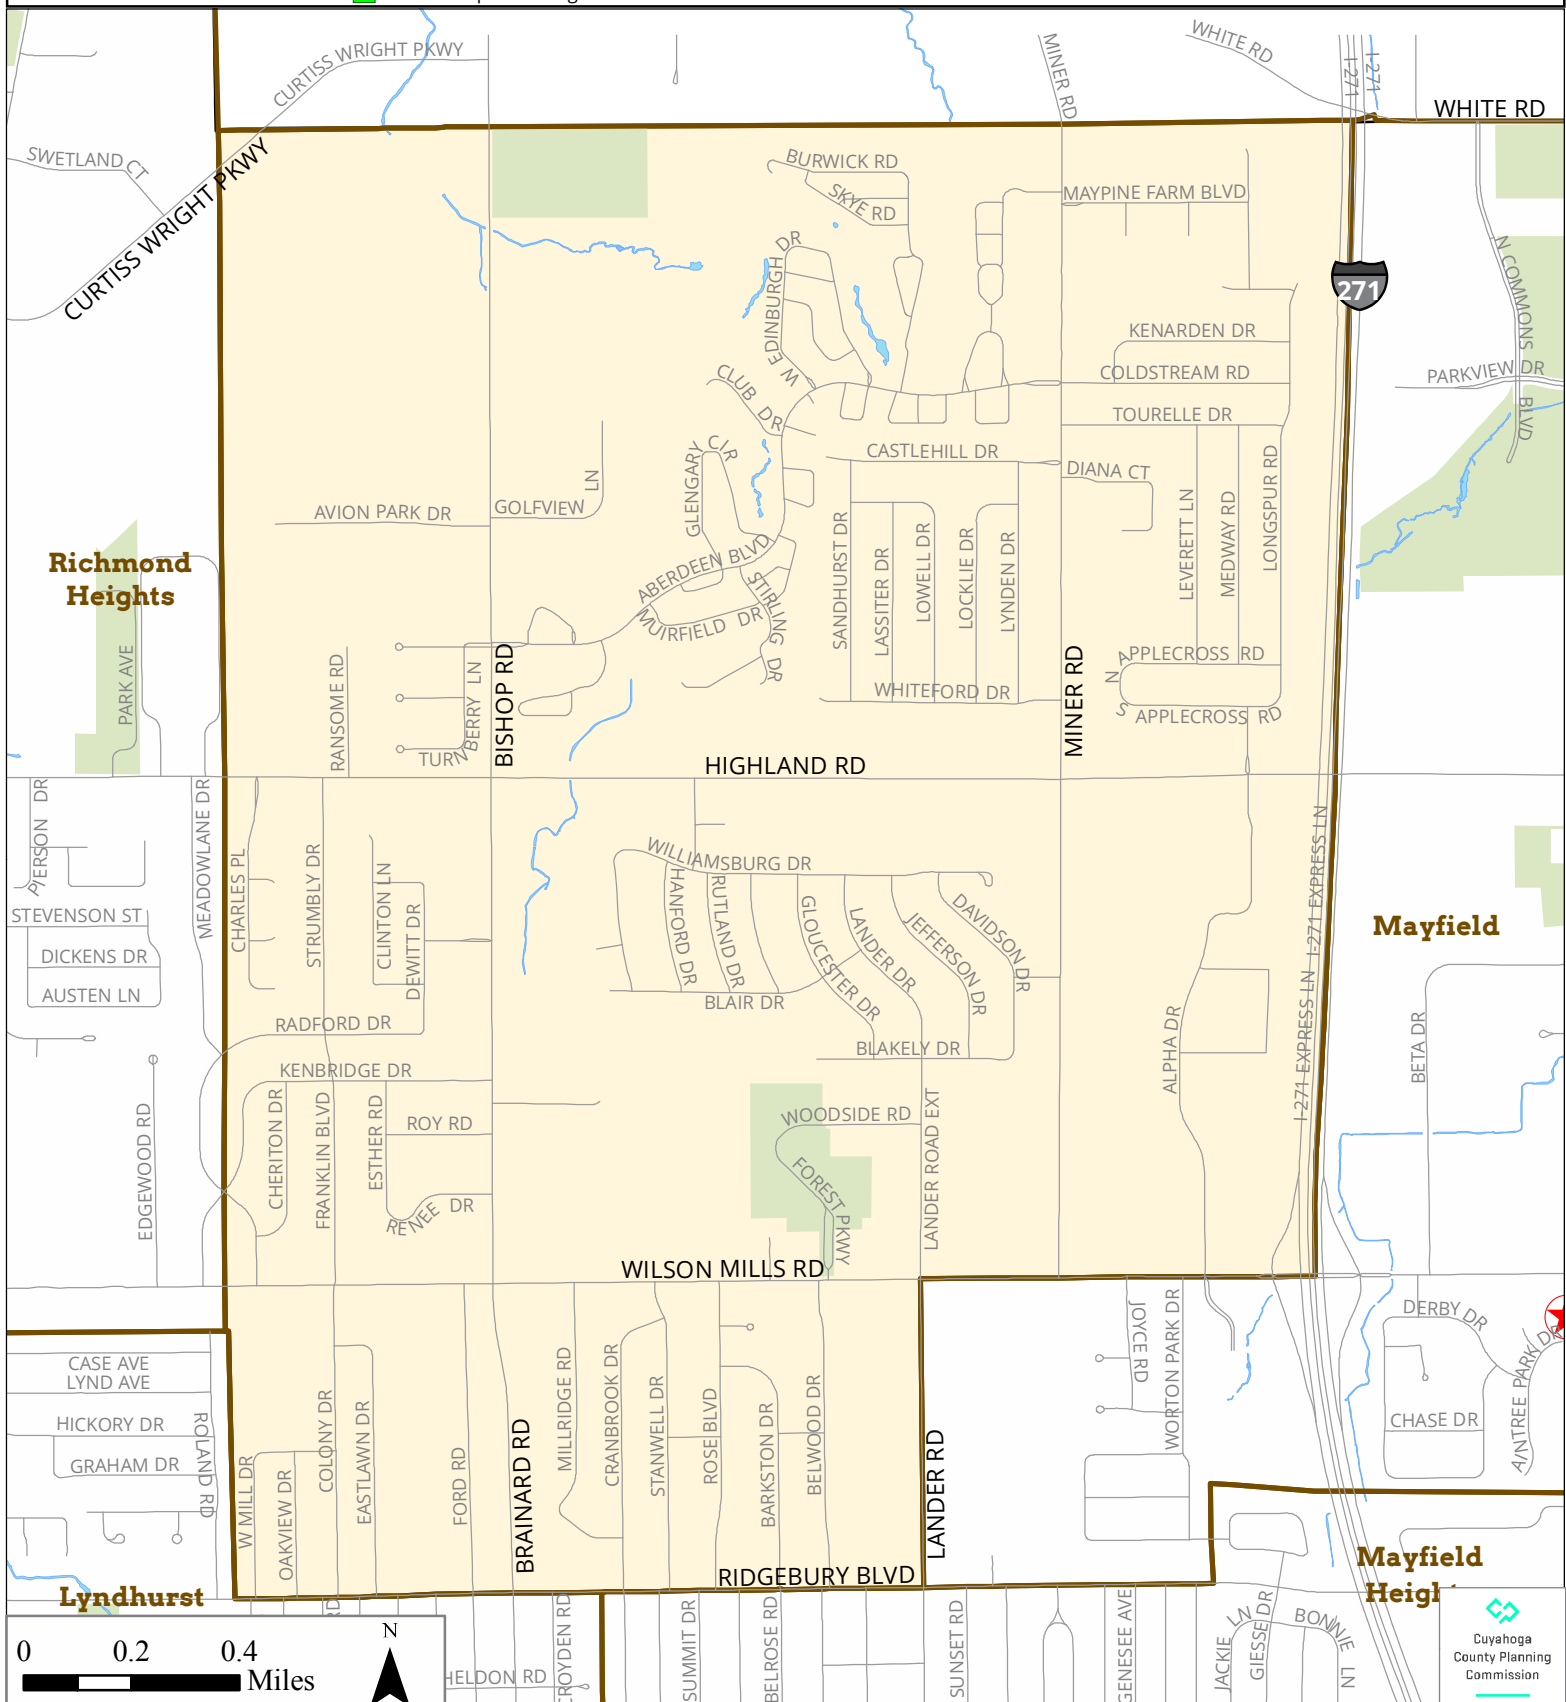 CURTISS WRIGHT PKWY
WHITE RD
MINER RD
I-271
I-271
WHITE RD
SWETLAND CT
CURTISS WRIGHT PKWY
BURWICK RD
SKYE RD
MAYPINE FARM BLVD
W EDINBURGH DR
N COMMONS BLVD
271
KENARDEN DR
COLDSTREAM RD
PARKVIEW DR
CLUB DR
TOURELLE DR
GLENGARY CIR
CASTLEHILL DR
DIANA CT
AVION PARK DR
GOLFVIEW LN
LEVERETT LN
MEDWAY RD
LONGSPUR RD
SANDHURST DR
LASSITER DR
LOWELL DR
LOCKLIE DR
LYNDEN DR
ABERDEEN BLVD
STIRLING DR
MUIRFIELD DR
Richmond
Heights
PARK AVE
RANSOME RD
TURNBERRY LN
BISHOP RD
MINER RD
WHITEFORD DR
N APPLECROSS RD
S APPLECROSS RD
HIGHLAND RD
PIERSON DR
MEADOWLANE DR
CHARLES PL
STRUMBLY DR
CLINTON LN
DEWITT DR
WILLIAMSBURG DR
HANFORD DR
RUTLAND DR
GLOUCESTER DR
LANDER DR
JEFFERSON DR
DAVIDSON DR
BLAIR DR
I-271 EXPRESS LN
I-271 EXPRESS LN
Mayfield
STEVENSON ST
DICKENS DR
AUSTEN LN
RADFORD DR
BLAKELY DR
ALPHA DR
BETA DR
KENBRIDGE DR
EDGEWOOD RD
CHERITON DR
FRANKLIN BLVD
ESTHER RD
ROY RD
RENEE DR
WOODSIDE RD
FOREST PKWY
LANDER ROAD EXT
WILSON MILLS RD
CASE AVE
LYND AVE
HICKORY DR
GRAHAM DR
ROLAND RD
W MILL DR
OAKVIEW DR
COLONY DR
EASTLAWN DR
FORD RD
BRAINARD RD
MILLRIDGE RD
CRANBROOK DR
STANWELL DR
ROSE BLVD
BARKSTON DR
BELWOOD DR
LANDER RD
JOYCE RD
WORTON PARK DR
DERBY DR
CHASE DR
AINTREE PARK DR
RIDGEBURY BLVD
Lyndhurst
Mayfield
Heigh
RD
HELDON RD
CROYDEN RD
SUMMIT DR
BELROSE RD
SUNSET RD
GENESEE AVE
JACKIE LN
GIESSE DR
BONNIE LN
0 0.2 0.4
Miles
N
Cuyahoga
County Planning
Commission